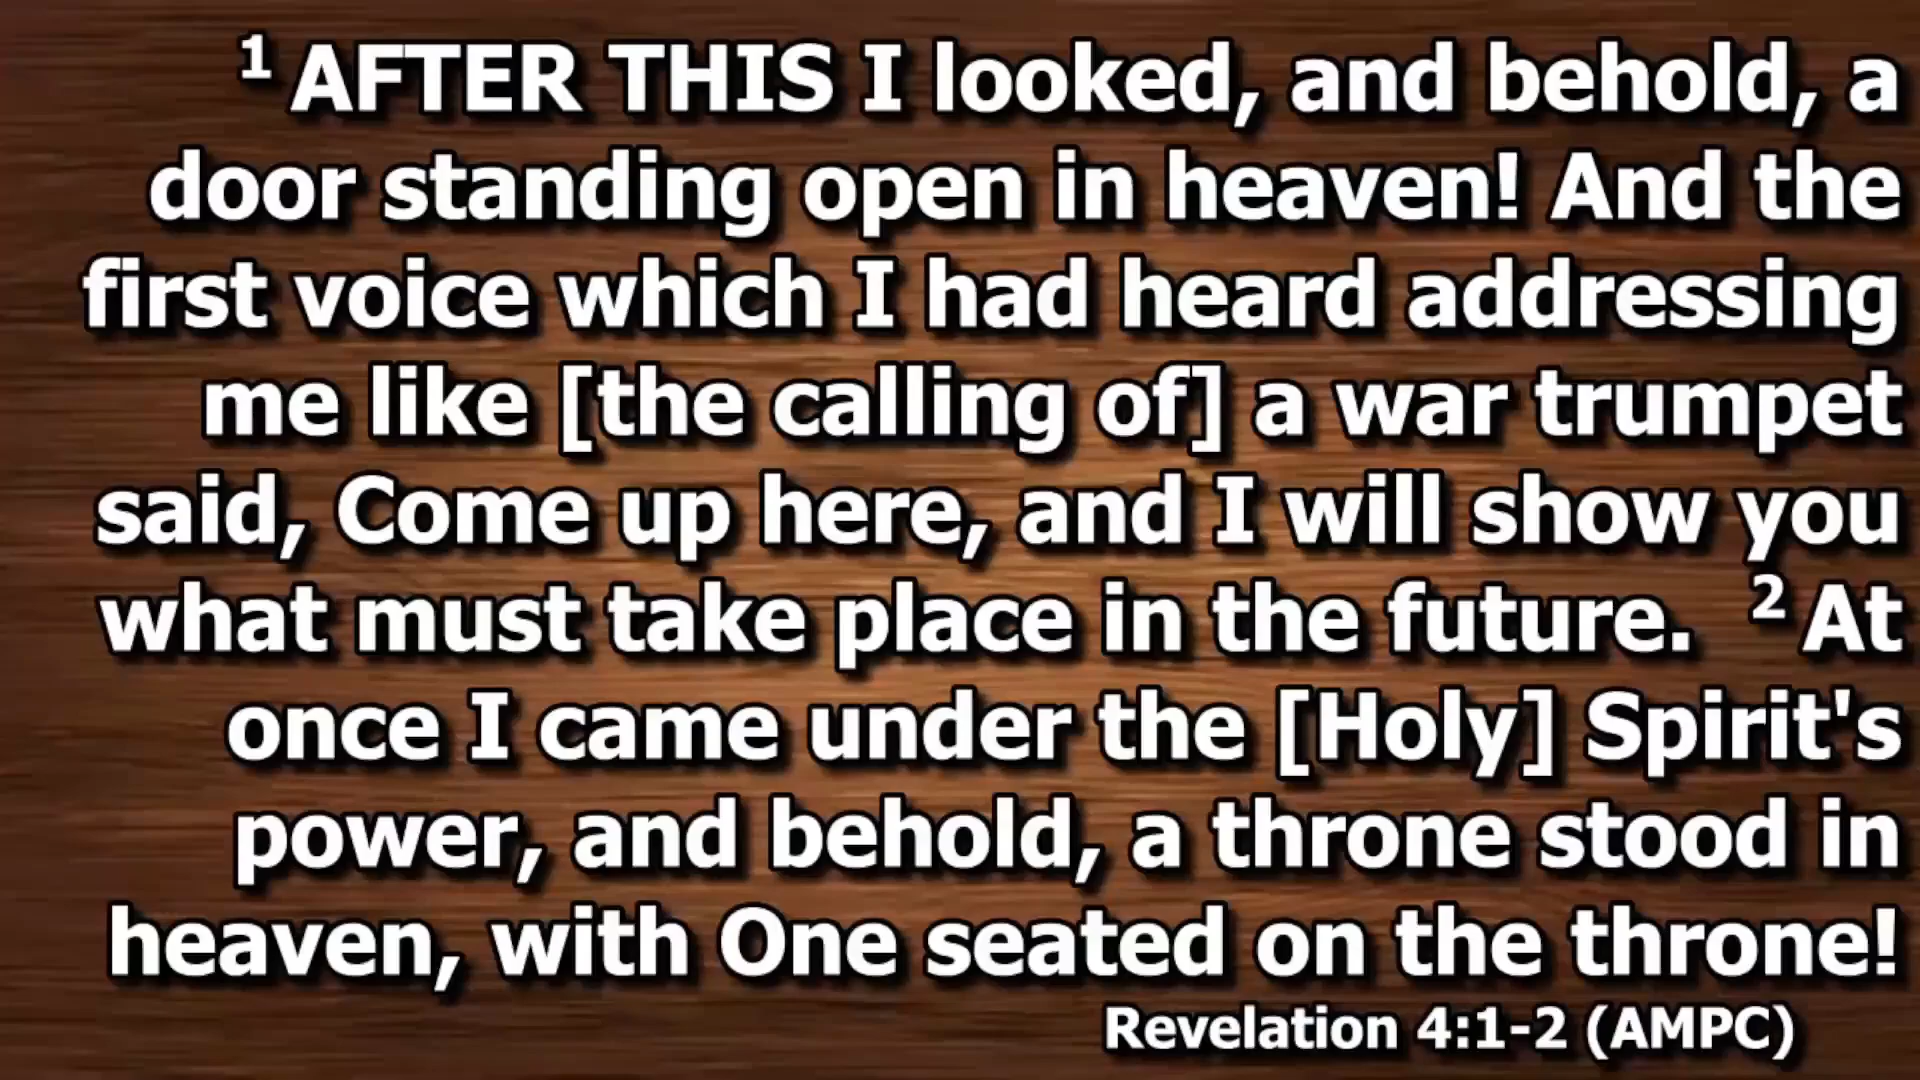 1 AFTER THIS I looked, and behold, a
door standing open in heaven! And the
first voice which I had heard addressing
me like [the calling of] a war trumpet
said, Come up here, and I will show you
what must take place in the future. 2 At
once I came under the [Holy] Spirit's
power, and behold, a throne stood in
heaven, with One seated on the throne!
Revelation 4:1-2 (AMPC)